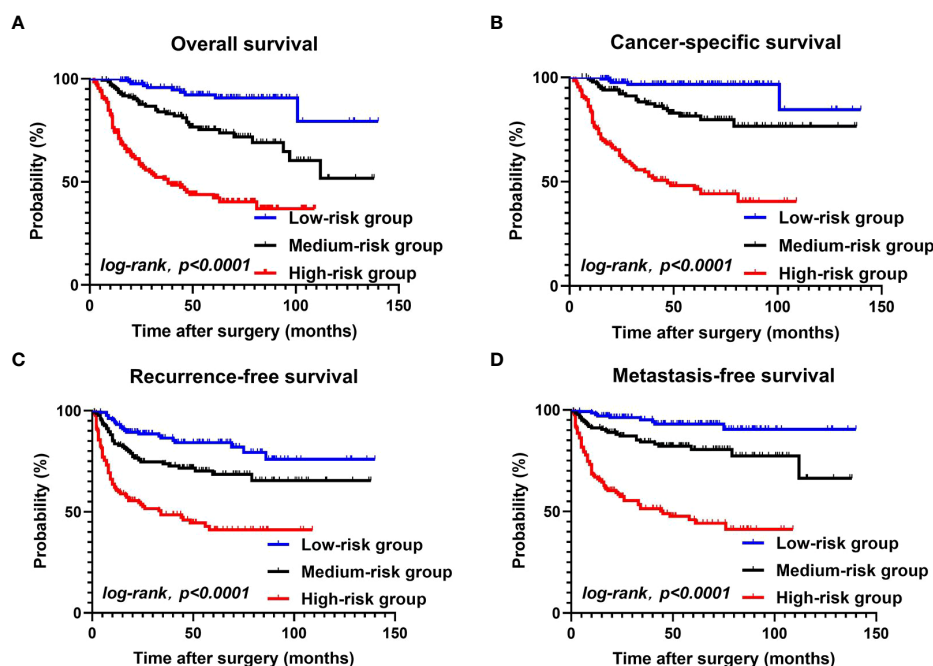 A
Overall survival
Probability (%)
100
50
0
0 50 100 150
Low-risk group
Medium-risk group
High-risk group
log-rank, p<0.0001
Time after surgery (months)
B
Cancer-specific survival
Probability (%)
100
50
0
0 50 100 150
Low-risk group
Medium-risk group
High-risk group
log-rank, p<0.0001
Time after surgery (months)
C
Recurrence-free survival
Probability (%)
100
50
0
0 50 100 150
Low-risk group
Medium-risk group
High-risk group
log-rank, p<0.0001
Time after surgery (months)
D
Metastasis-free survival
Probability (%)
100
50
0
0 50 100 150
Low-risk group
Medium-risk group
High-risk group
log-rank, p<0.0001
Time after surgery (months)